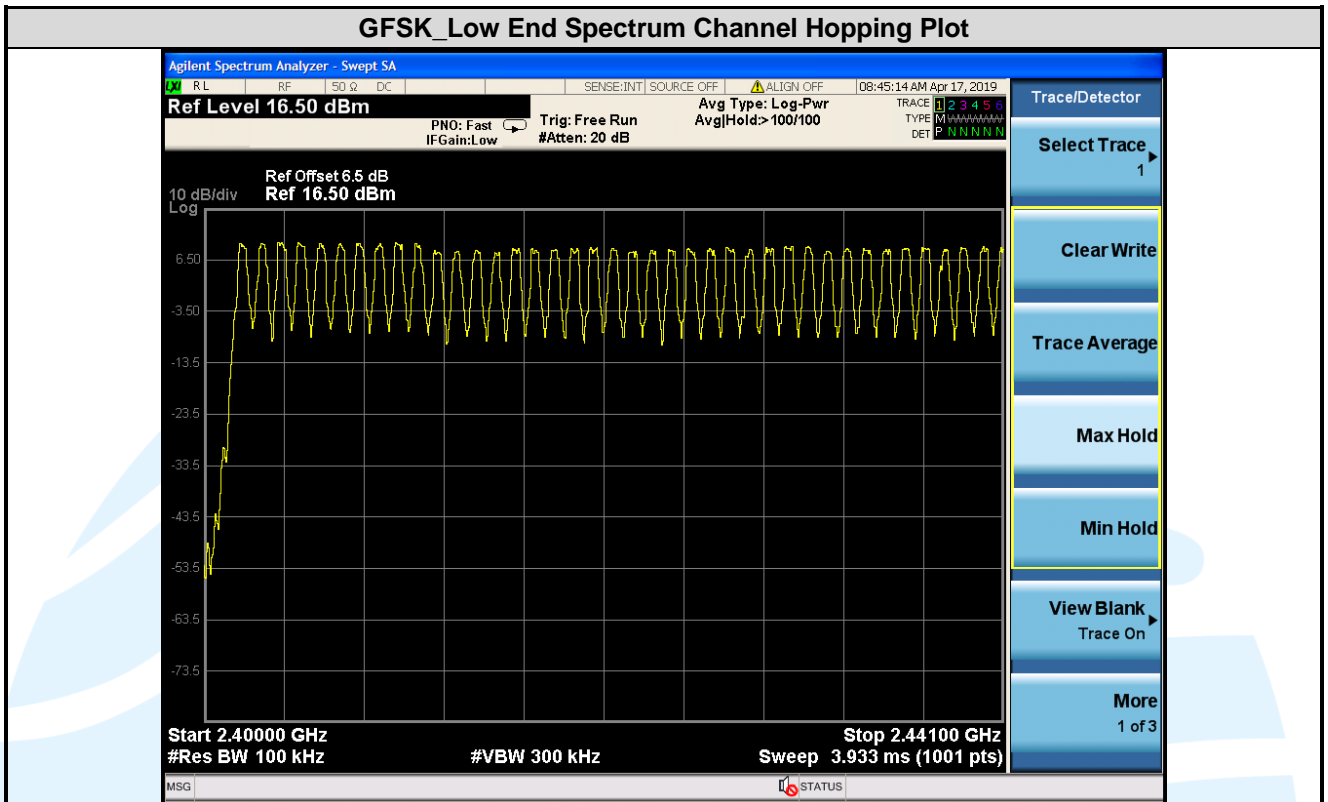 GFSK_Low End Spectrum Channel Hopping Plot
Agilent Spectrum Analyzer - Swept SA
LXI RL RF 50 Ω DC SENSE:INT SOURCE OFF ALIGN OFF 08:45:14 AM Apr 17, 2019
Ref Level 16.50 dBm
PNO: Fast
IFGain:Low
Trig: Free Run
#Atten: 20 dB
Avg Type: Log-Pwr
Avg|Hold:>100/100
TRACE 1 2 3 4 5 6
TYPE M
DET P N N N N N
Ref Offset 6.5 dB
10 dB/div Ref 16.50 dBm
Log
6.50
-3.50
-13.5
-23.5
-33.5
-43.5
-53.5
-63.5
-73.5
Start 2.40000 GHz Stop 2.44100 GHz
#Res BW 100 kHz #VBW 300 kHz Sweep 3.933 ms (1001 pts)
MSG STATUS
Trace/Detector
Select Trace
1
Clear Write
Trace Average
Max Hold
Min Hold
View Blank
Trace On
More
1 of 3